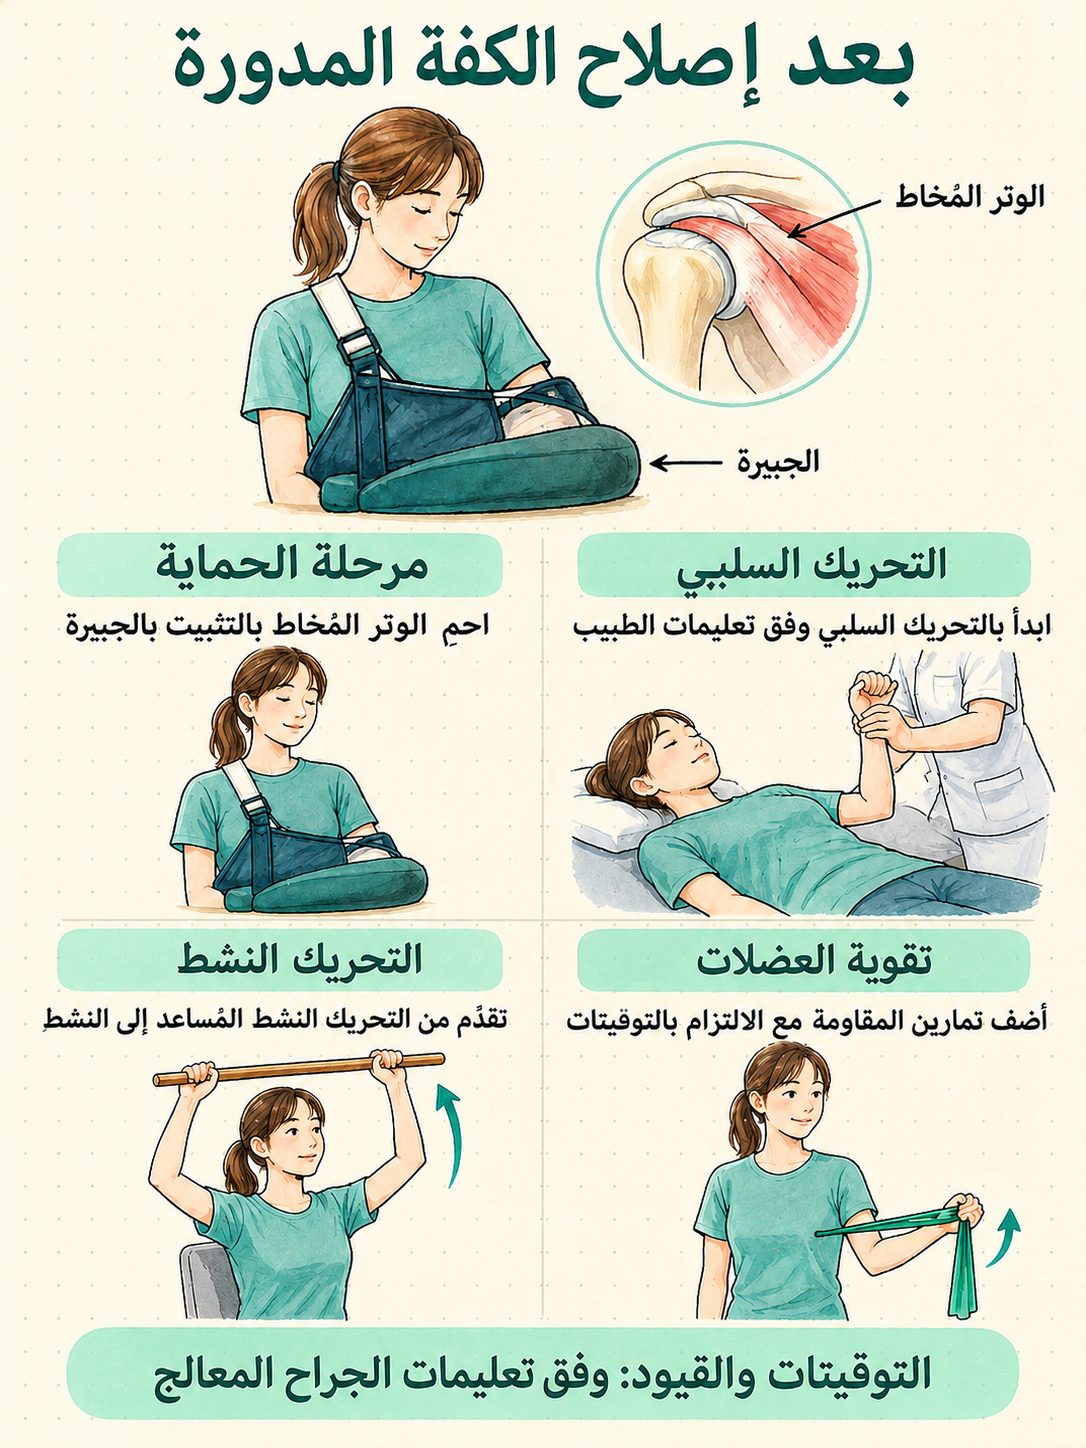 بعد إصلاح الكفة المدورة
الوتر المُخاط
الجبيرة
التحريك السلبي
ابدأ بالتحريك السلبي وفق تعليمات الطبيب
مرحلة الحماية
احمِ الوتر المُخاط بالتثبيت بالجبيرة
تقوية العضلات
أضف تمارين المقاومة مع الالتزام بالتوقيتات
التحريك النشط
تقدَّم من التحريك النشط المُساعد إلى النشط
التوقيتات والقيود: وفق تعليمات الجراح المعالج